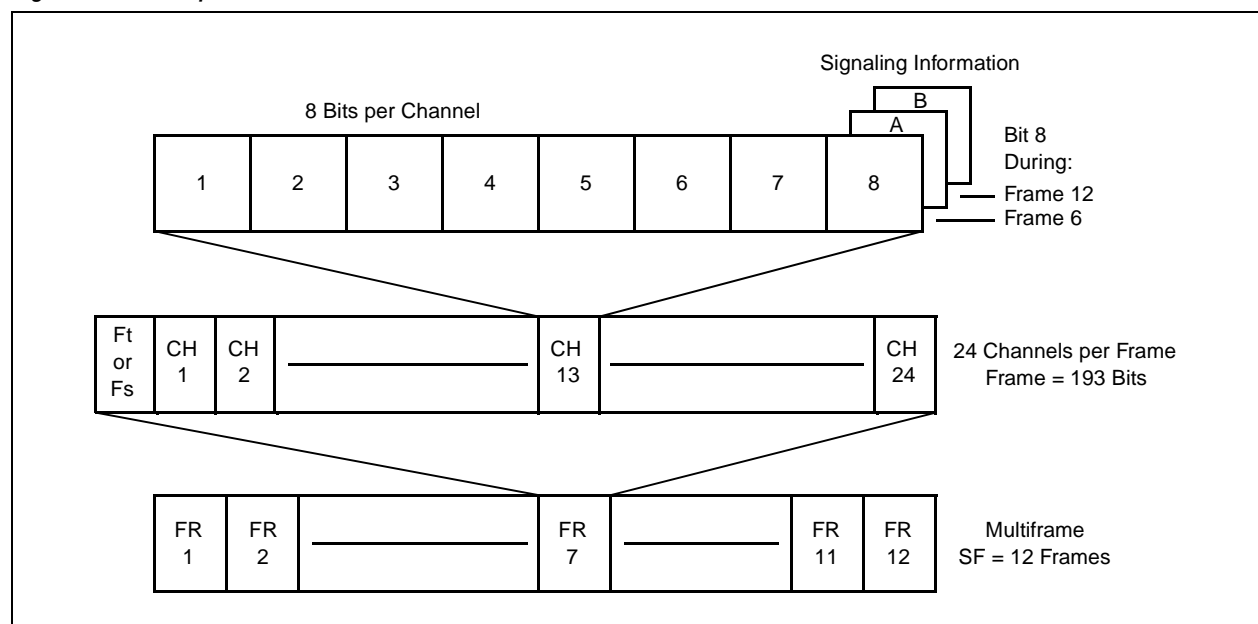 Signaling Information
8 Bits per Channel
B
A
Bit 8
During:
1 2 3 4 5 6 7 8
Frame 12
Frame 6
Ft
or
Fs
CH
1
CH
2
CH
13
CH
24
24 Channels per Frame
Frame = 193 Bits
FR
1
FR
2
FR
7
FR
11
FR
12
Multiframe
SF = 12 Frames